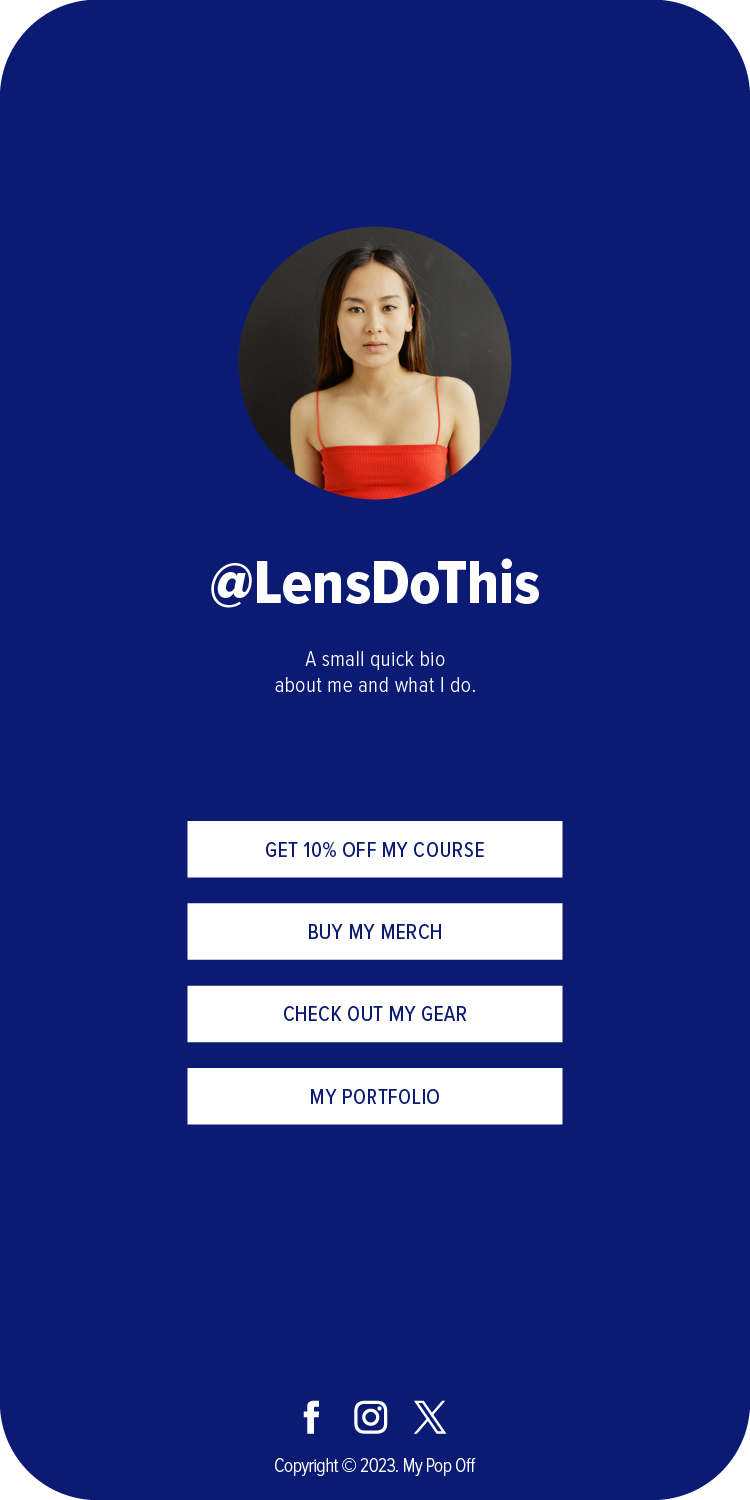 @LensDoThis
A small quick bio
about me and what I do.
GET 10% OFF MY COURSE
BUY MY MERCH
CHECK OUT MY GEAR
MY PORTFOLIO
Copyright © 2023. My Pop Off